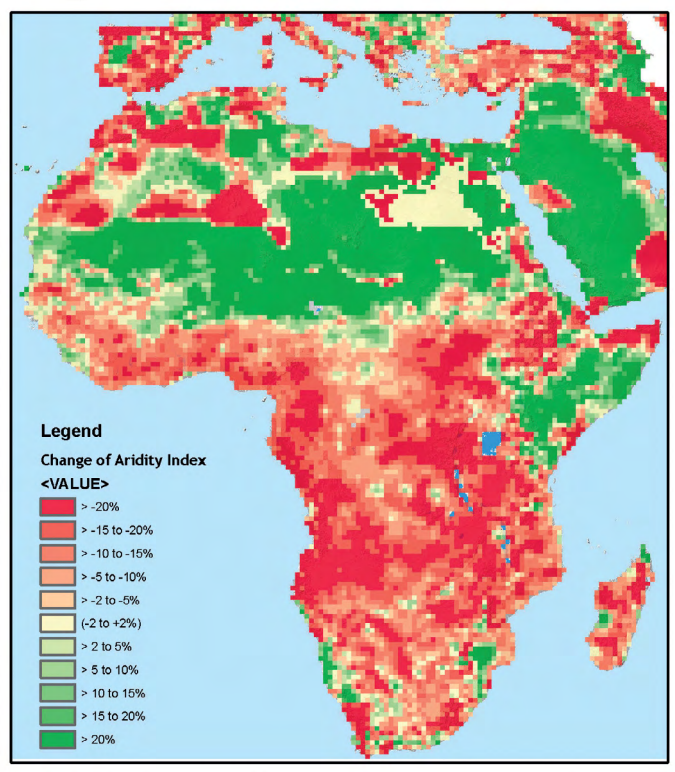 Legend
Change of Aridity Index
<VALUE>
> -20%
> -15 to -20%
> -10 to -15%
> -5 to -10%
> -2 to -5%
(-2 to +2%)
> 2 to 5%
> 5 to 10%
> 10 to 15%
> 15 to 20%
> 20%